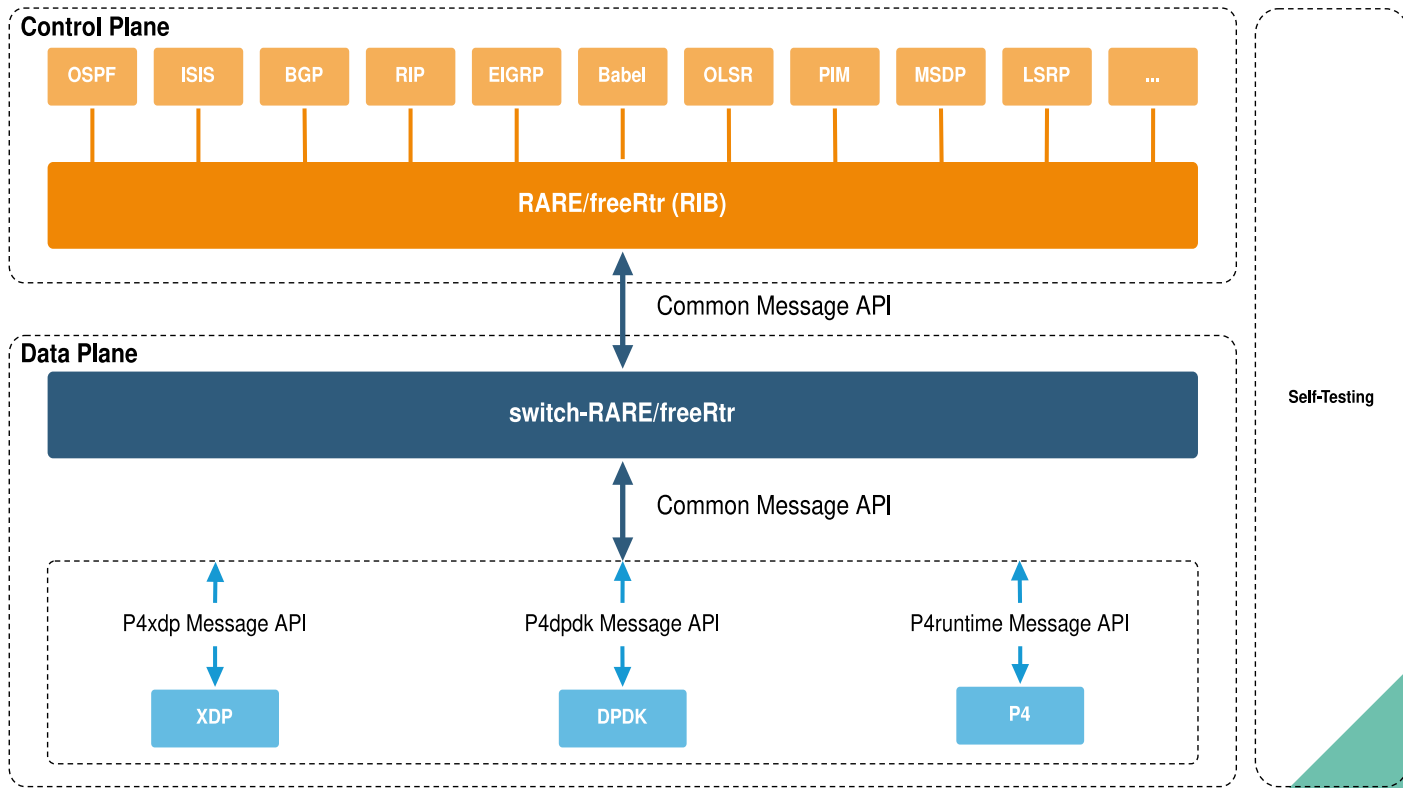 Control Plane
OSPF ISIS BGP RIP EIGRP Babel OLSR PIM MSDP LSRP ...
RARE/freeRtr (RIB)
Common Message API
Data Plane
switch-RARE/freeRtr
Common Message API
P4xdp Message API P4dpdk Message API P4runtime Message API
XDP DPDK P4
Self-Testing